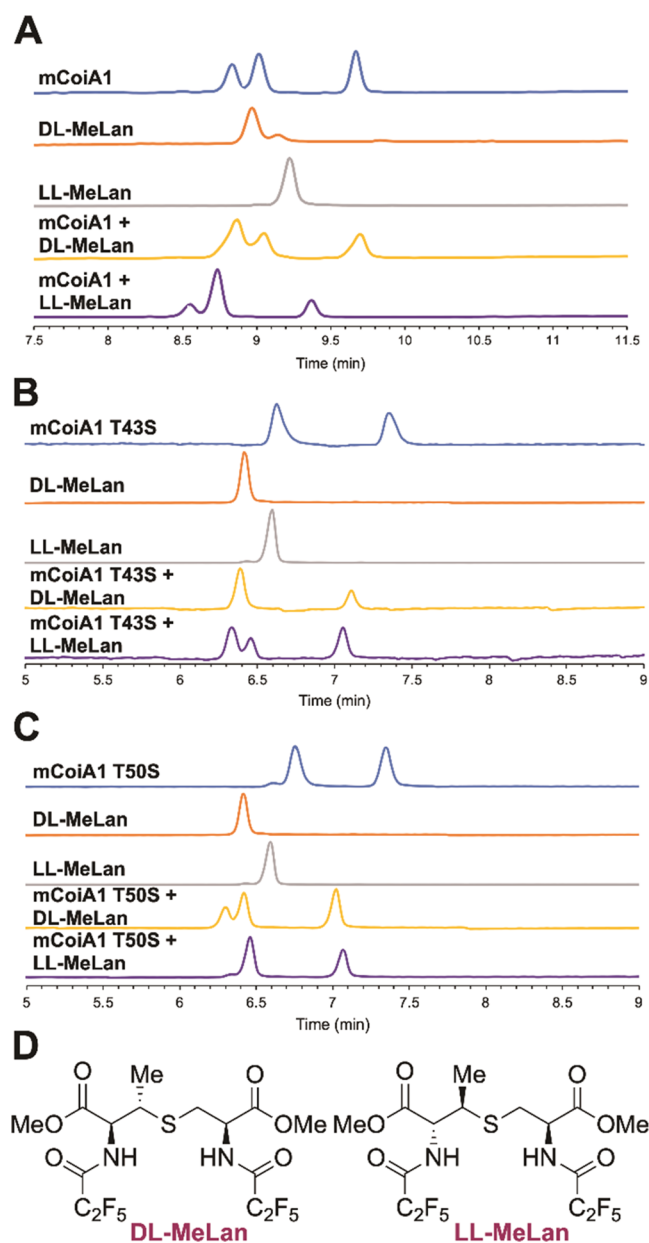 A
mCoiA1
DL-MeLan
LL-MeLan
mCoiA1 +
DL-MeLan
mCoiA1 +
LL-MeLan
7.5 8 8.5 9 9.5 10 10.5 11 11.5
Time (min)
B
mCoiA1 T43S
DL-MeLan
LL-MeLan
mCoiA1 T43S +
DL-MeLan
mCoiA1 T43S +
LL-MeLan
5 5.5 6 6.5 7 7.5 8 8.5 9
Time (min)
C
mCoiA1 T50S
DL-MeLan
LL-MeLan
mCoiA1 T50S +
DL-MeLan
mCoiA1 T50S +
LL-MeLan
5 5.5 6 6.5 7 7.5 8 8.5 9
Time (min)
D
O Me O O Me O
MeO S OMe MeO S OMe
O NH HN O O NH HN O
C2F5 C2F5 C2F5 C2F5
DL-MeLan LL-MeLan